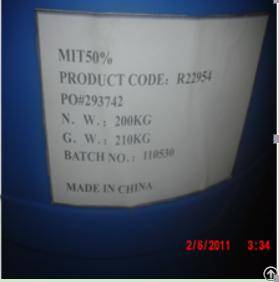 MIT50%
PRODUCT CODE: R22954
PO#293742
N. W.: 200KG
G. W.: 210KG
BATCH NO.: 110530
MADE IN CHINA
2/6/2011 3:34